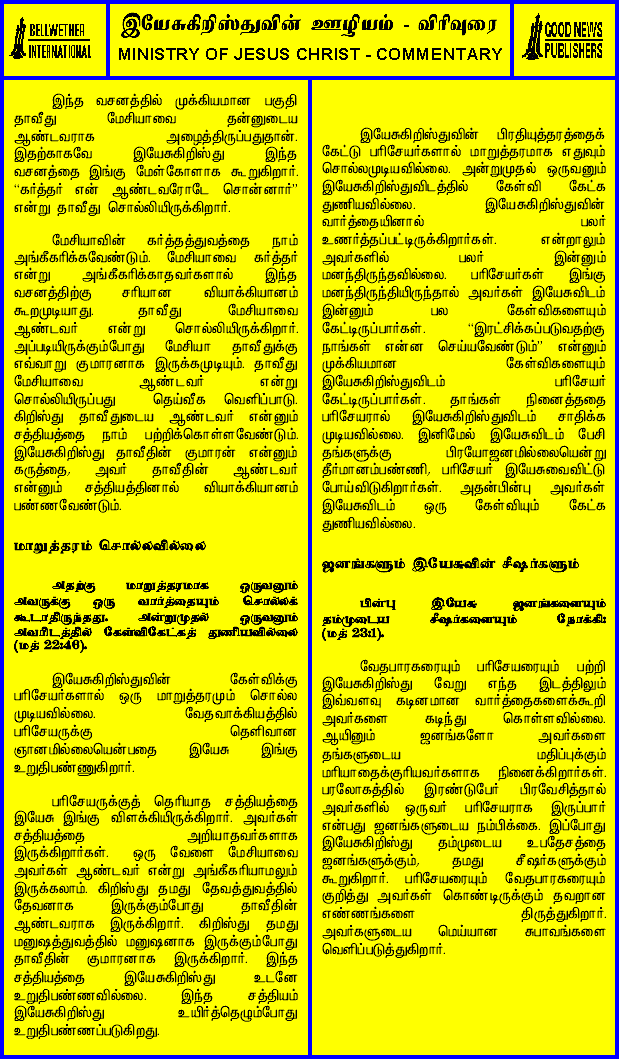 BELLWETHER
INTERNATIONAL
இயேசுகிறிஸ்துவின் ஊழியம் - விரிவுரை
MINISTRY OF JESUS CHRIST - COMMENTARY
GOOD NEWS
PUBLISHERS
இந்த வசனத்தில் முக்கியமான பகுதி
தாவீது மேசியாவை தன்னுடைய
ஆண்டவராக அழைத்திருப்பதுதான்.
இதற்காகவே இயேசுகிறிஸ்து இந்த
வசனத்தை இங்கு மேள்கோளாக கூறுகிறார்.
“கர்த்தர் என் ஆண்டவரோடே சொன்னார்”
என்று தாவீது சொல்லியிருக்கிறார்.
மேசியாவின் கர்த்தத்துவத்தை நாம்
அங்கீகரிக்கவேண்டும். மேசியாவை கர்த்தர்
என்று அங்கீகரிக்காதவர்களால் இந்த
வசனத்திற்கு சரியான வியாக்கியானம்
கூறமுடியாது. தாவீது மேசியாவை
ஆண்டவர் என்று சொல்லியிருக்கிறார்.
அப்படியிருக்கும்போது மேசியா தாவீதுக்கு
எவ்வாறு குமாரனாக இருக்கமுடியும். தாவீது
மேசியாவை ஆண்டவர் என்று
சொல்லியிருப்பது தெய்வீக வெளிப்பாடு.
கிறிஸ்து தாவீதுடைய ஆண்டவர் என்னும்
சத்தியத்தை நாம் பற்றிக்கொள்ளவேண்டும்.
இயேசுகிறிஸ்து தாவீதின் குமாரன் என்னும்
கருத்தை, அவர் தாவீதின் ஆண்டவர்
என்னும் சத்தியத்தினால் வியாக்கியானம்
பண்ணவேண்டும்.
மாறுத்தரம் சொல்லவில்லை
அதற்கு மாறுத்தரமாக ஒருவனும்
அவருக்கு ஒரு வார்த்தையும் சொல்லக்
கூடாதிருந்தது. அன்றுமுதல் ஒருவனும்
அவரிடத்தில் கேள்விகேட்கத் துணியவில்லை
(மத் 22:46).
இயேசுகிறிஸ்துவின் கேள்விக்கு
பரிசேயர்களால் ஒரு மாறுத்தரமும் சொல்ல
முடியவில்லை. வேதவாக்கியத்தில்
பரிசேயருக்கு தெளிவான
ஞானமில்லையென்பதை இயேசு இங்கு
உறுதிபண்ணுகிறார்.
பரிசேயருக்குத் தெரியாத சத்தியத்தை
இயேசு இங்கு விளக்கியிருக்கிறார். அவர்கள்
சத்தியத்தை அறியாதவர்களாக
இருக்கிறார்கள். ஒரு வேளை மேசியாவை
அவர்கள் ஆண்டவர் என்று அங்கீகரியாமலும்
இருக்கலாம். கிறிஸ்து தமது தேவத்துவத்தில்
தேவனாக இருக்கும்போது தாவீதின்
ஆண்டவராக இருக்கிறார். கிறிஸ்து தமது
மனுஷத்துவத்தில் மனுஷனாக இருக்கும்போது
தாவீதின் குமாரனாக இருக்கிறார். இந்த
சத்தியத்தை இயேசுகிறிஸ்து உடனே
உறுதிபண்ணவில்லை. இந்த சத்தியம்
இயேசுகிறிஸ்து உயிர்த்தெழும்போது
உறுதிபண்ணப்படுகிறது.
இயேசுகிறிஸ்துவின் பிரதியுத்தரத்தைக்
கேட்டு பரிசேயர்களால் மாறுத்தரமாக எதுவும்
சொல்லமுடியவில்லை. அன்றுமுதல் ஒருவனும்
இயேசுகிறிஸ்துவிடத்தில் கேள்வி கேட்க
துணியவில்லை. இயேசுகிறிஸ்துவின்
வார்த்தையினால் பலர்
உணர்த்தப்பட்டிருக்கிறார்கள். என்றாலும்
அவர்களில் பலர் இன்னும்
மனந்திருந்தவில்லை. பரிசேயர்கள் இங்கு
மனந்திருந்தியிருந்தால் அவர்கள் இயேசுவிடம்
இன்னும் பல கேள்விகளையும்
கேட்டிருப்பார்கள். “இரட்சிக்கப்படுவதற்கு
நாங்கள் என்ன செய்யவேண்டும்” என்னும்
முக்கியமான கேள்விகளையும்
இயேசுகிறிஸ்துவிடம் பரிசேயர்
கேட்டிருப்பார்கள். தாங்கள் நினைத்ததை
பரிசேயரால் இயேசுகிறிஸ்துவிடம் சாதிக்க
முடியவில்லை. இனிமேல் இயேசுவிடம் பேசி
தங்களுக்கு பிரயோஜனமில்லையென்று
தீர்மானம்பண்ணி, பரிசேயர் இயேசுவைவிட்டு
போய்விடுகிறார்கள். அதன்பின்பு அவர்கள்
இயேசுவிடம் ஒரு கேள்வியும் கேட்க
துணியவில்லை.
ஜனங்களும் இயேசுவின் சீஷர்களும்
பின்பு இயேசு ஜனங்களையும்
தம்முடைய சீஷர்களையும் நோக்கி:
(மத் 23:1).
வேதபாரகரையும் பரிசேயரையும் பற்றி
இயேசுகிறிஸ்து வேறு எந்த இடத்திலும்
இவ்வளவு கடினமான வார்த்தைகளைக்கூறி
அவர்களை கடிந்து கொள்ளவில்லை.
ஆயினும் ஜனங்களோ அவர்களை
தங்களுடைய மதிப்புக்கும்
மரியாதைக்குரியவர்களாக நினைக்கிறார்கள்.
பரலோகத்தில் இரண்டுபேர் பிரவேசித்தால்
அவர்களில் ஒருவர் பரிசேயராக இருப்பார்
என்பது ஜனங்களுடைய நம்பிக்கை. இப்போது
இயேசுகிறிஸ்து தம்முடைய உபதேசத்தை
ஜனங்களுக்கும், தமது சீஷர்களுக்கும்
கூறுகிறார். பரிசேயரையும் வேதபாரகரையும்
குறித்து அவர்கள் கொண்டிருக்கும் தவறான
எண்ணங்களை திருத்துகிறார்.
அவர்களுடைய மெய்யான சுபாவங்களை
வெளிப்படுத்துகிறார்.